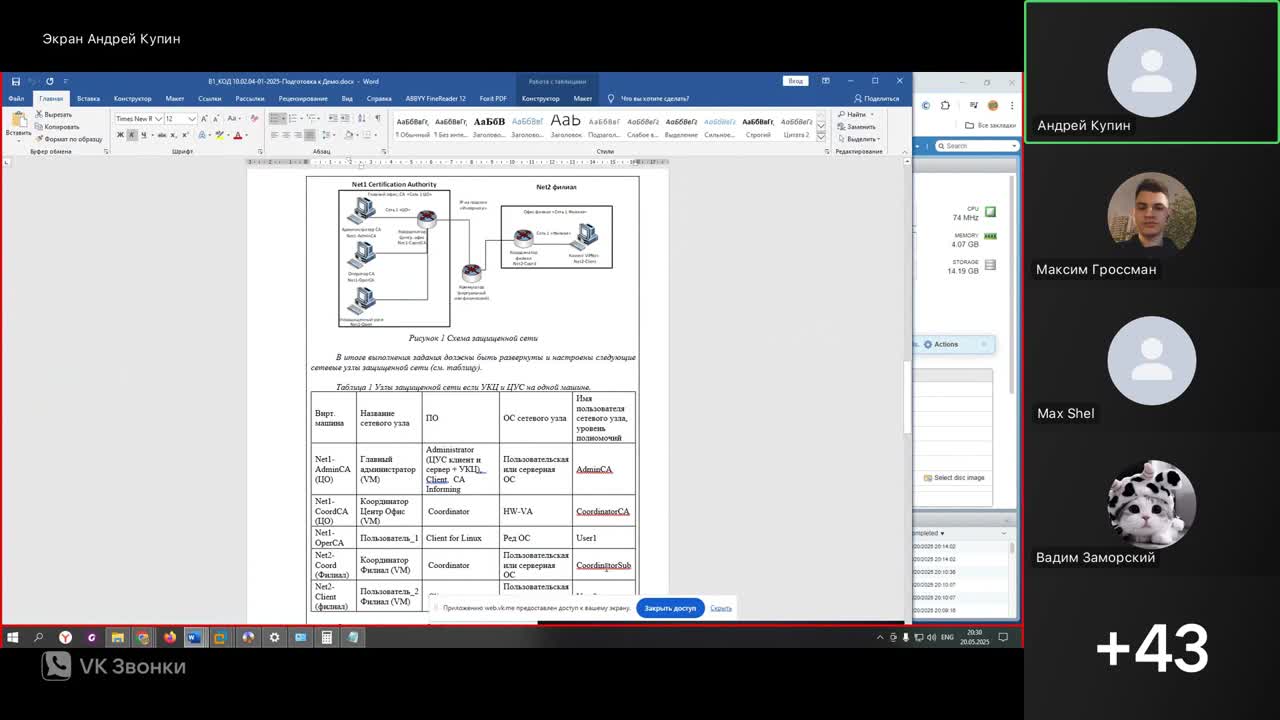 Экран Андрей Купин
B1_КОД 10.02.04-01-2025-Подготовка к Демо.docx - Word
Работа с таблицами
Вход
Файл Главная Вставка Конструктор Макет Ссылки Рассылки Рецензирование Вид Справка ABBYY FineReader 12 Foxit PDF Конструктор Макет Что вы хотите сделать? Поделиться
Вставить
Вырезать
Копировать
Формат по образцу
Буфер обмена
Times New R 12
Шрифт
Абзац
¶ Обычный ¶ Без инте... Заголово... Заголово... Заголовок Подзагол... Слабое в... Выделение Сильное... Строгий Цитата 2
Стили
Найти
Заменить
Выделить
Редактирование
Все закладки
Search
CPU
74 MHz
MEMORY
4.07 GB
STORAGE
14.19 GB
Actions
Select disc image
Net1 Certification Authority
Net2 филиал
Рисунок 1 Схема защищенной сети
В итоге выполнения задания должны быть развернуты и настроены следующие
сетевые узлы защищенной сети (см. таблицу).
Таблица 1 Узлы защищенной сети если УКЦ и ЦУС на одной машине.
Вирт. машина
Название сетевого узла
ПО
ОС сетевого узла
Имя пользователя сетевого узла, уровень полномочий
Net1-AdminCA (ЦО)
Главный администратор (VM)
Administrator (ЦУС клиент и сервер + УКЦ), Client, CA Informing
Пользовательская или серверная ОС
AdminCA
Net1-CoordCA (ЦО)
Координатор Центр Офис (VM)
Coordinator
HW-VA
CoordinatorCA
Net1-OperCA
Пользователь_1
Client for Linux
Ред ОС
User1
Net2-Coord (Филиал)
Координатор Филиал (VM)
Coordinator
Пользовательская или серверная ОС
CoordinatorSub
Net2-Client (филиал)
Пользователь_2 Филиал (VM)
Пользовательская
Приложению web.vk.me предоставлен доступ к вашему экрану.
Закрыть доступ
Скрыть
ENG
20:30
20.05.2025
VK Звонки
Андрей Купин
Максим Гроссман
Max Shel
Вадим Заморский
+43